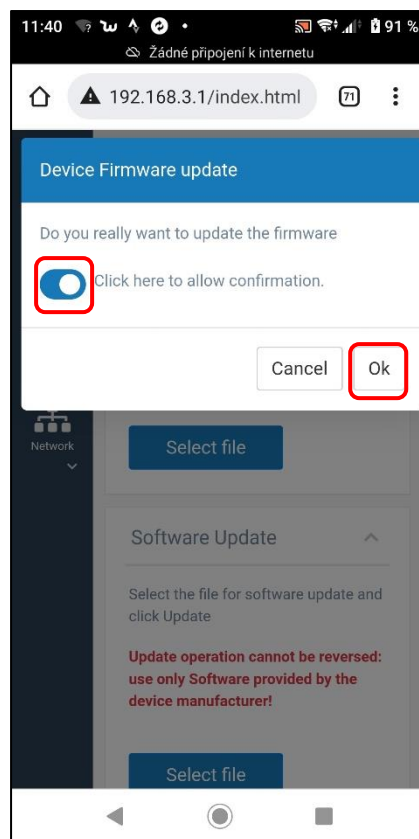 11:40 91 %
Žádné připojení k internetu
192.168.3.1/index.html 71
Device Firmware update
Do you really want to update the firmware
Click here to allow confirmation.
Cancel Ok
Network
Select file
Software Update
Select the file for software update and
click Update
Update operation cannot be reversed:
use only Software provided by the
device manufacturer!
Select file